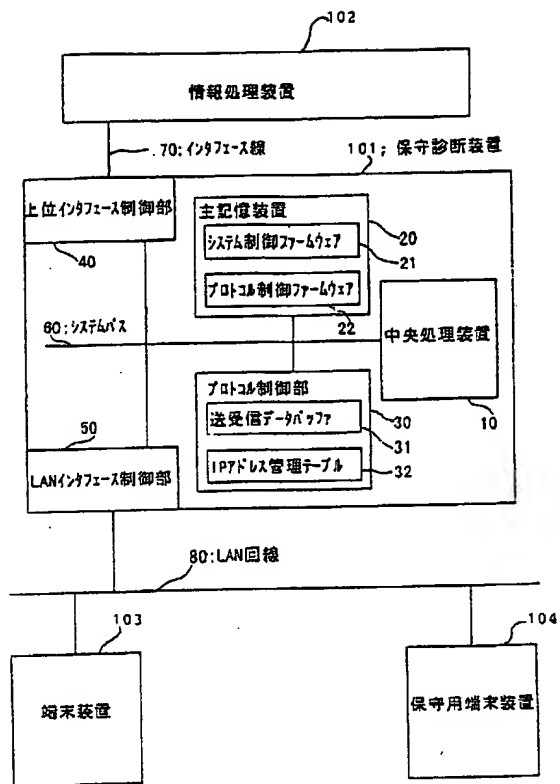 102
情報処理装置
70:インタフェース線
101; 保守診断装置
上位インタフェース制御部
40
主記憶装置
20
システム制御ファームウェア
21
プロトコル制御ファームウェア
22
60:システムバス
中央処理装置
10
プロトコル制御部
30
送受信データバッファ
31
IPアドレス管理テーブル
32
50
LANインタフェース制御部
80:LAN回線
103
端末装置
104
保守用端末装置